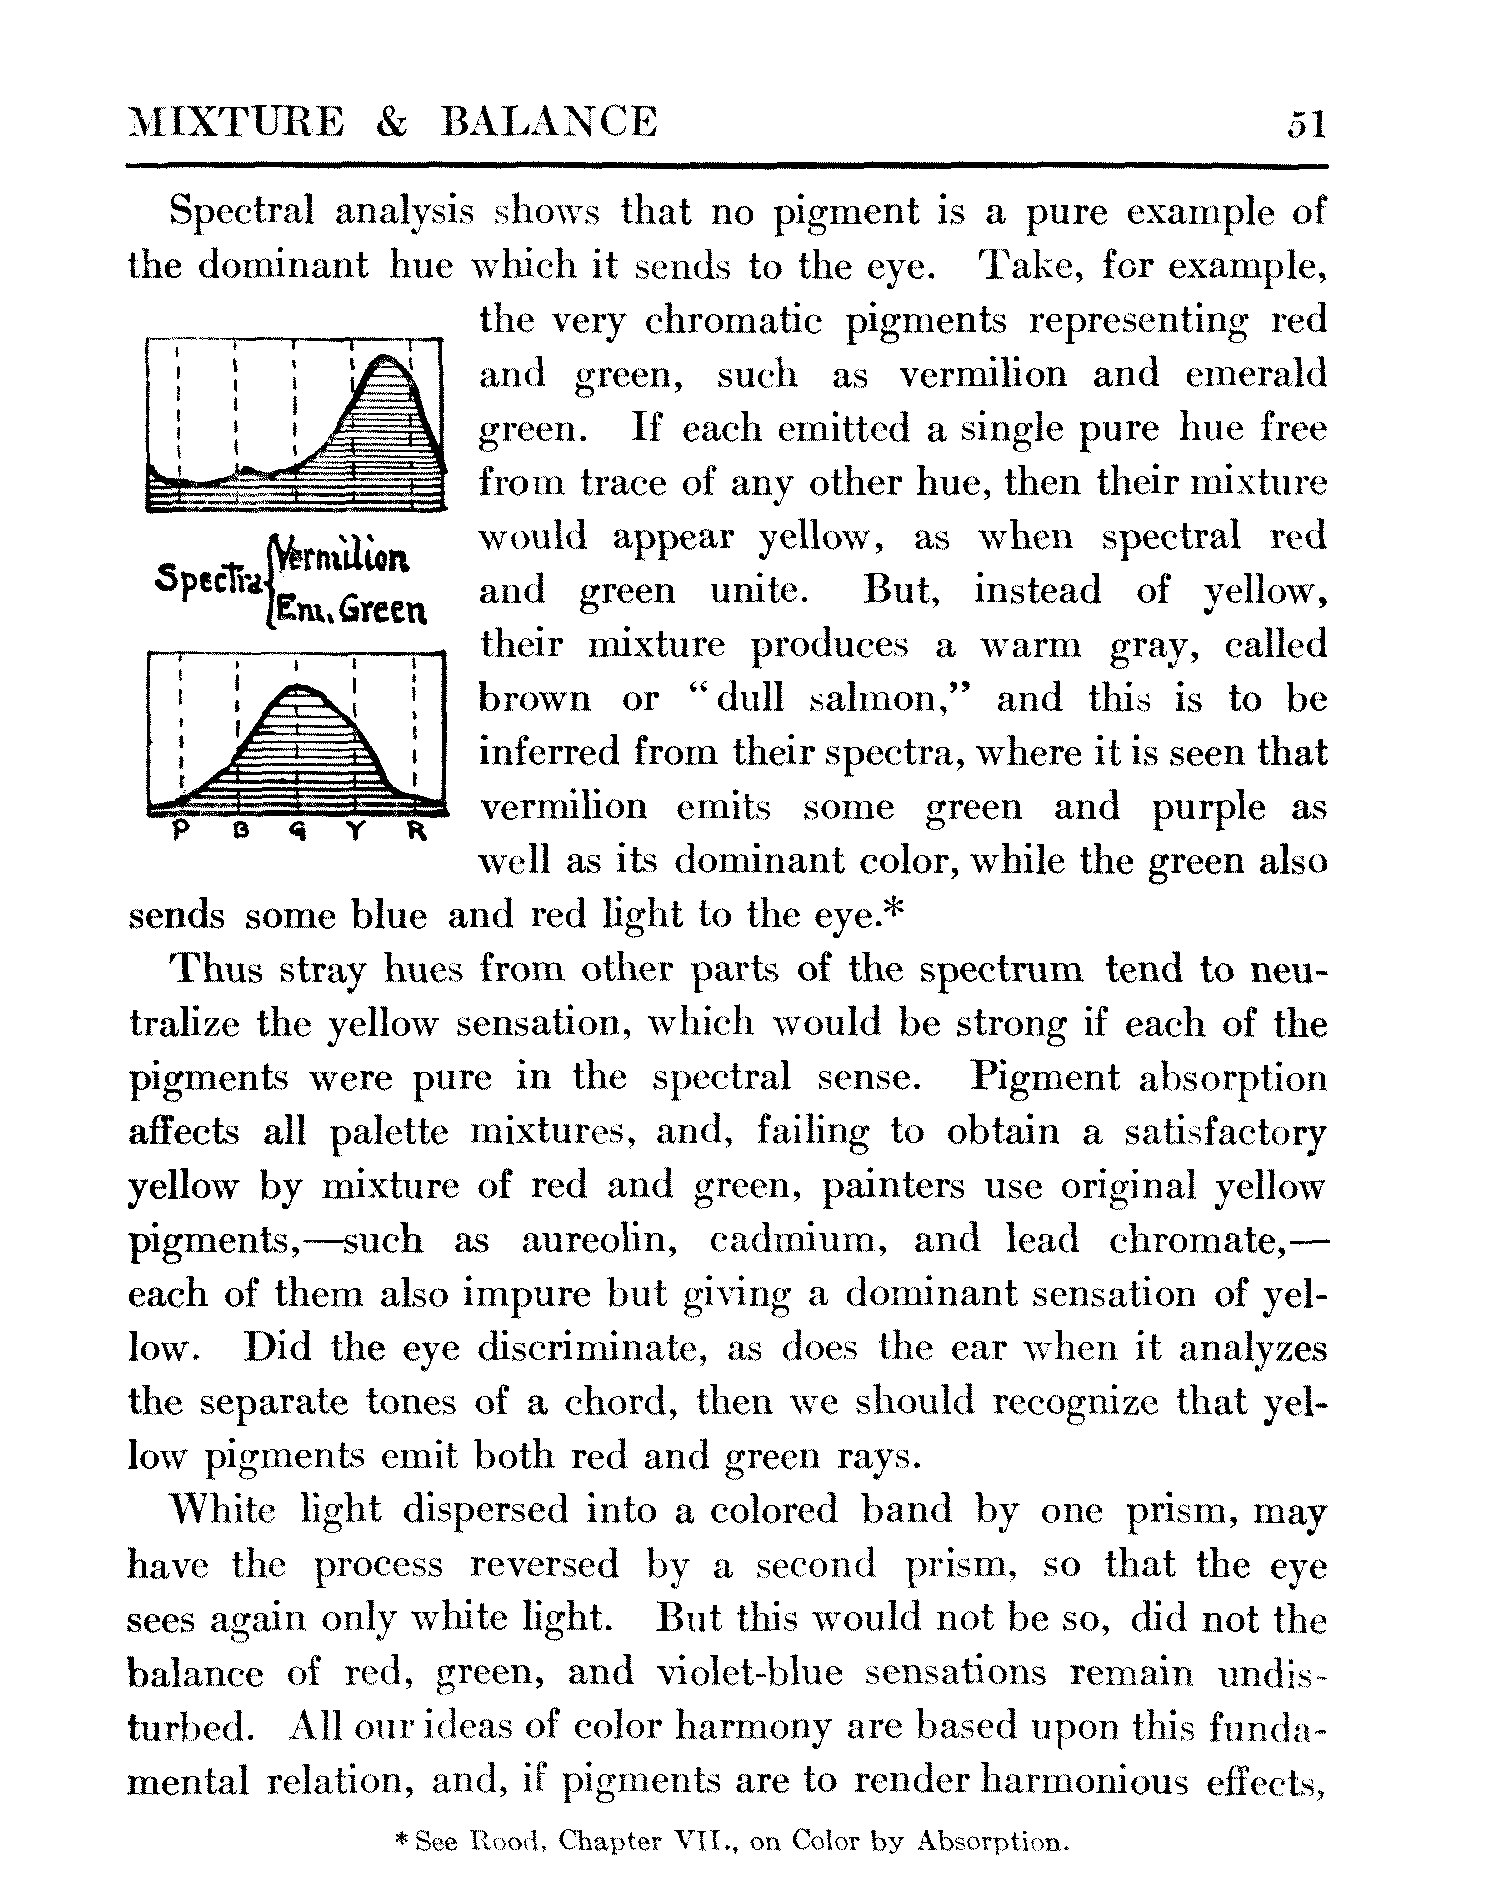 MIXTURE & BALANCE 51
Spectral analysis shows that no pigment is a pure example of
the dominant hue which it sends to the eye. Take, for example,
the very chromatic pigments representing red
and green, such as vermilion and emerald
green. If each emitted a single pure hue free
from trace of any other hue, then their mixture
would appear yellow, as when spectral red
and green unite. But, instead of yellow,
their mixture produces a warm gray, called
brown or “dull salmon,” and this is to be
inferred from their spectra, where it is seen that
vermilion emits some green and purple as
well as its dominant color, while the green also
Spectra { Vermilion
Em. Green
P B G Y R
sends some blue and red light to the eye.*
Thus stray hues from other parts of the spectrum tend to neu-
tralize the yellow sensation, which would be strong if each of the
pigments were pure in the spectral sense. Pigment absorption
affects all palette mixtures, and, failing to obtain a satisfactory
yellow by mixture of red and green, painters use original yellow
pigments,—such as aureolin, cadmium, and lead chromate,—
each of them also impure but giving a dominant sensation of yel-
low. Did the eye discriminate, as does the ear when it analyzes
the separate tones of a chord, then we should recognize that yel-
low pigments emit both red and green rays.
White light dispersed into a colored band by one prism, may
have the process reversed by a second prism, so that the eye
sees again only white light. But this would not be so, did not the
balance of red, green, and violet-blue sensations remain undis-
turbed. All our ideas of color harmony are based upon this funda-
mental relation, and, if pigments are to render harmonious effects,
* See Rood, Chapter VII., on Color by Absorption.